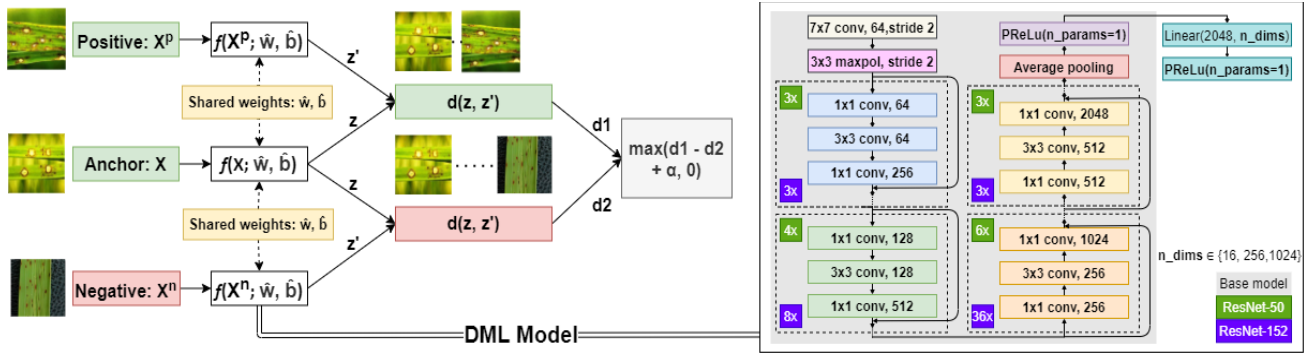 Positive: Xᵖ
f(Xᵖ; ŵ, b̂)
z'
Shared weights: ŵ, b̂
d(z, z')
z
d1
Anchor: X
f(X; ŵ, b̂)
max(d1 - d2
+ α, 0)
z
d2
Shared weights: ŵ, b̂
d(z, z')
z'
Negative: Xⁿ
f(Xⁿ; ŵ, b̂)
DML Model
7x7 conv, 64,stride 2
3x3 maxpol, stride 2
3x
1x1 conv, 64
3x3 conv, 64
1x1 conv, 256
3x
4x
1x1 conv, 128
3x3 conv, 128
1x1 conv, 512
8x
PReLu(n_params=1)
Average pooling
3x
1x1 conv, 2048
3x3 conv, 512
1x1 conv, 512
3x
6x
1x1 conv, 1024
3x3 conv, 256
1x1 conv, 256
36x
Linear(2048, n_dims)
PReLu(n_params=1)
n_dims ∈ {16, 256,1024}
Base model
ResNet-50
ResNet-152